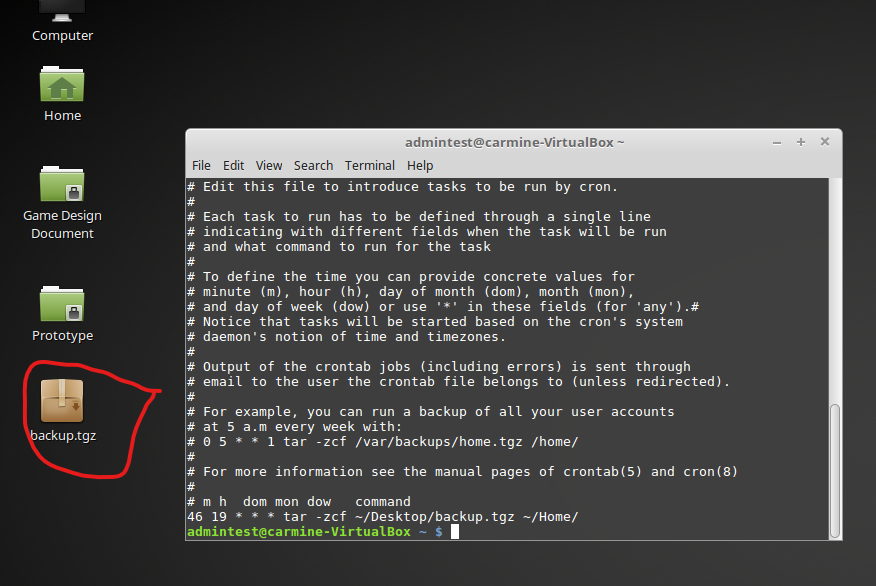 Computer
Home
Game Design
Document
Prototype
backup.tgz
admintest@carmine-VirtualBox ~
File Edit View Search Terminal Help
# Edit this file to introduce tasks to be run by cron.
#
# Each task to run has to be defined through a single line
# indicating with different fields when the task will be run
# and what command to run for the task
#
# To define the time you can provide concrete values for
# minute (m), hour (h), day of month (dom), month (mon),
# and day of week (dow) or use '*' in these fields (for 'any').#
# Notice that tasks will be started based on the cron's system
# daemon's notion of time and timezones.
#
# Output of the crontab jobs (including errors) is sent through
# email to the user the crontab file belongs to (unless redirected).
#
# For example, you can run a backup of all your user accounts
# at 5 a.m every week with:
# 0 5 * * 1 tar -zcf /var/backups/home.tgz /home/
#
# For more information see the manual pages of crontab(5) and cron(8)
#
# m h  dom mon dow   command
46 19 * * * tar -zcf ~/Desktop/backup.tgz ~/Home/
admintest@carmine-VirtualBox ~ $